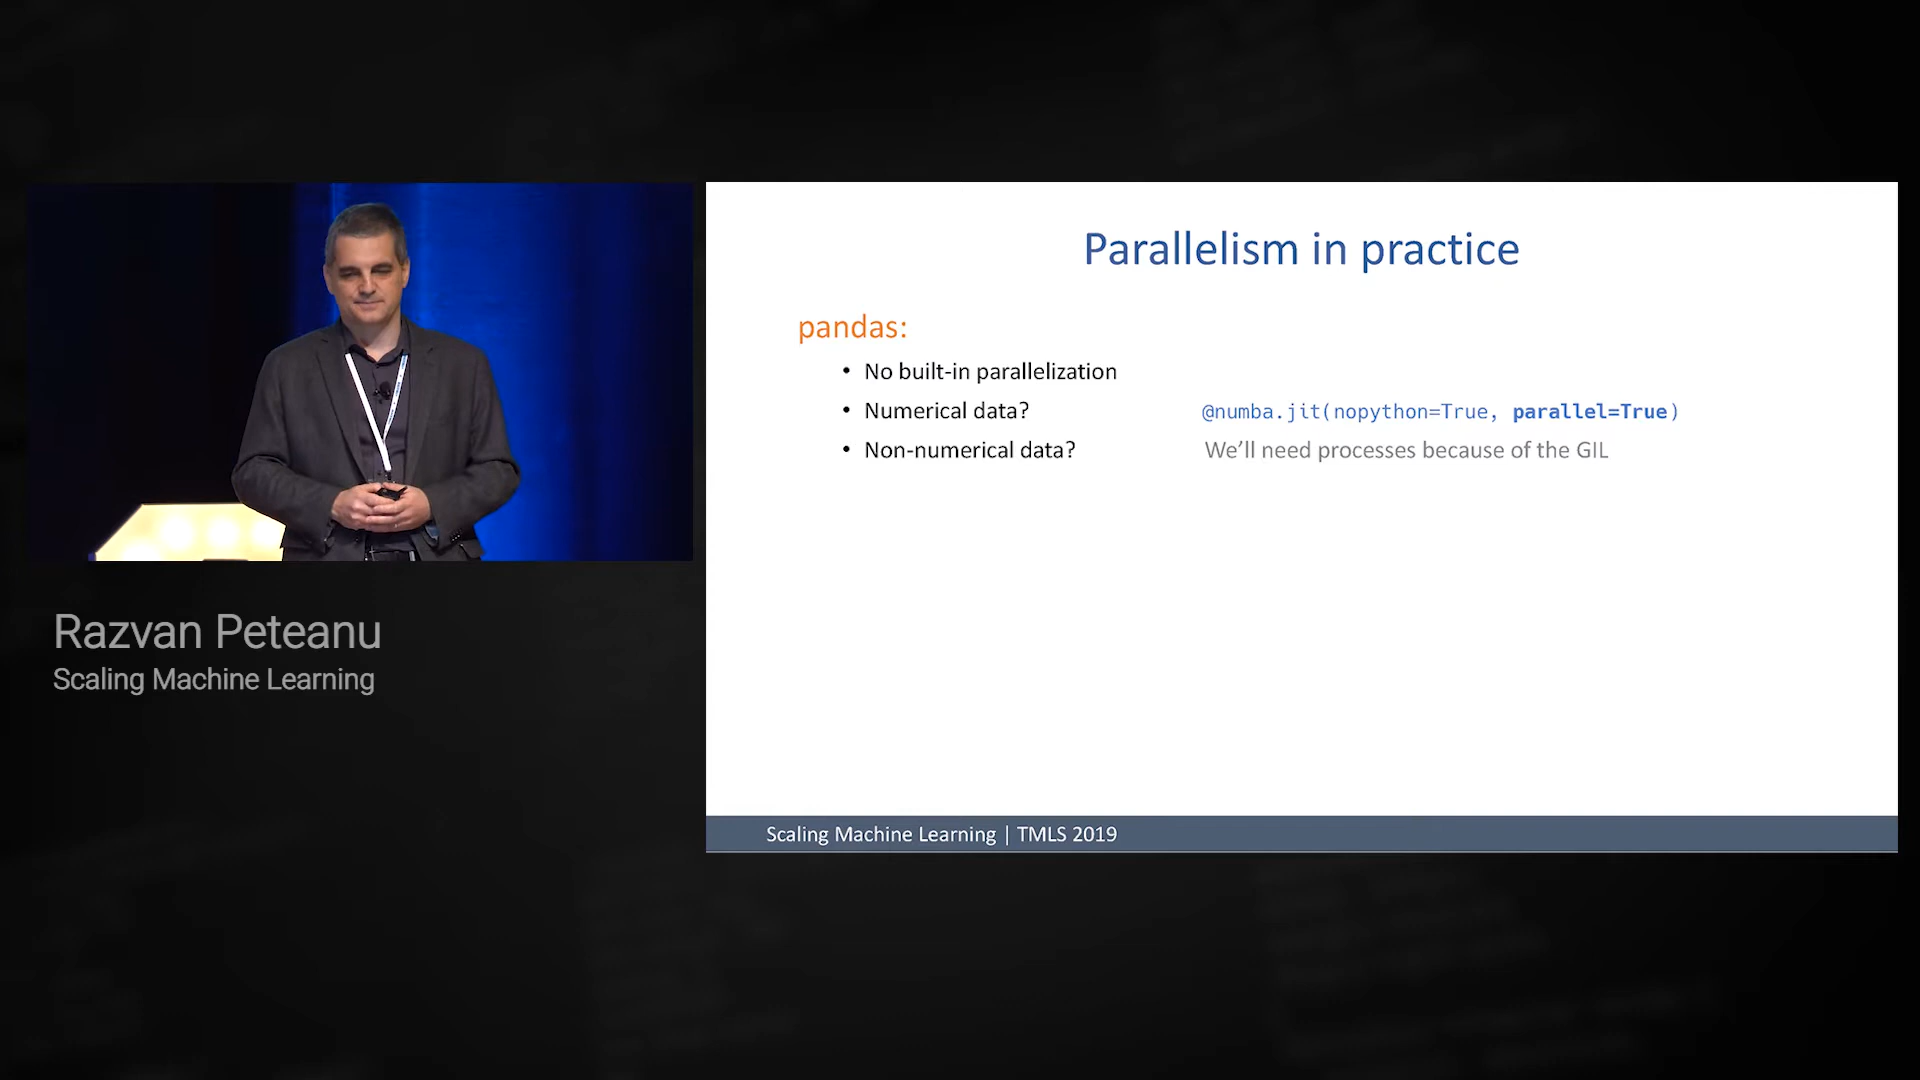 Parallelism in practice
pandas:
• No built-in parallelization
• Numerical data? @numba.jit(nopython=True, parallel=True)
• Non-numerical data? We’ll need processes because of the GIL
Scaling Machine Learning | TMLS 2019
Razvan Peteanu
Scaling Machine Learning